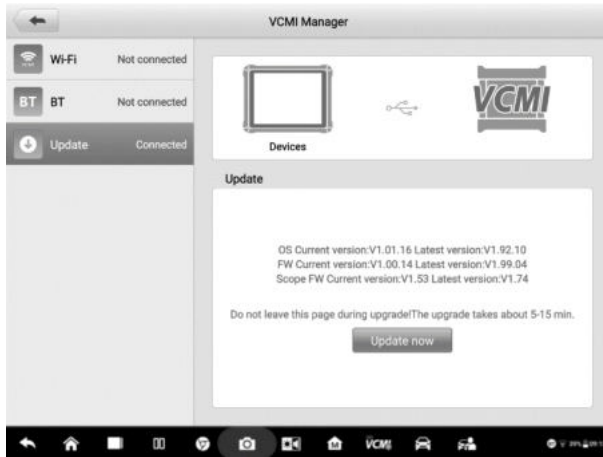 VCMI Manager
Wi-Fi Not connected
BT BT Not connected
Update Connected
VCMI
Devices
Update
OS Current version:V1.01.16 Latest version:V1.92.10
FW Current version:V1.00.14 Latest version:V1.99.04
Scope FW Current version:V1.53 Latest version:V1.74
Do not leave this page during upgrade!The upgrade takes about 5-15 min.
Update now
M VCMI